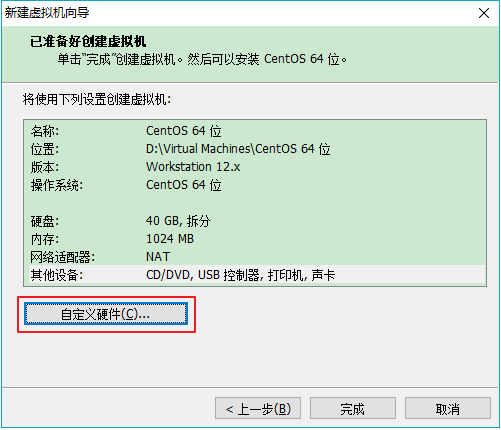 新建虚拟机向导
已准备好创建虚拟机
单击“完成”创建虚拟机。然后可以安装 CentOS 64 位。
将使用下列设置创建虚拟机:
名称: CentOS 64 位
位置: D:\Virtual Machines\CentOS 64 位
版本: Workstation 12.x
操作系统: CentOS 64 位
硬盘: 40 GB, 拆分
内存: 1024 MB
网络适配器: NAT
其他设备: CD/DVD, USB 控制器, 打印机, 声卡
自定义硬件(C)...
< 上一步(B) 完成 取消